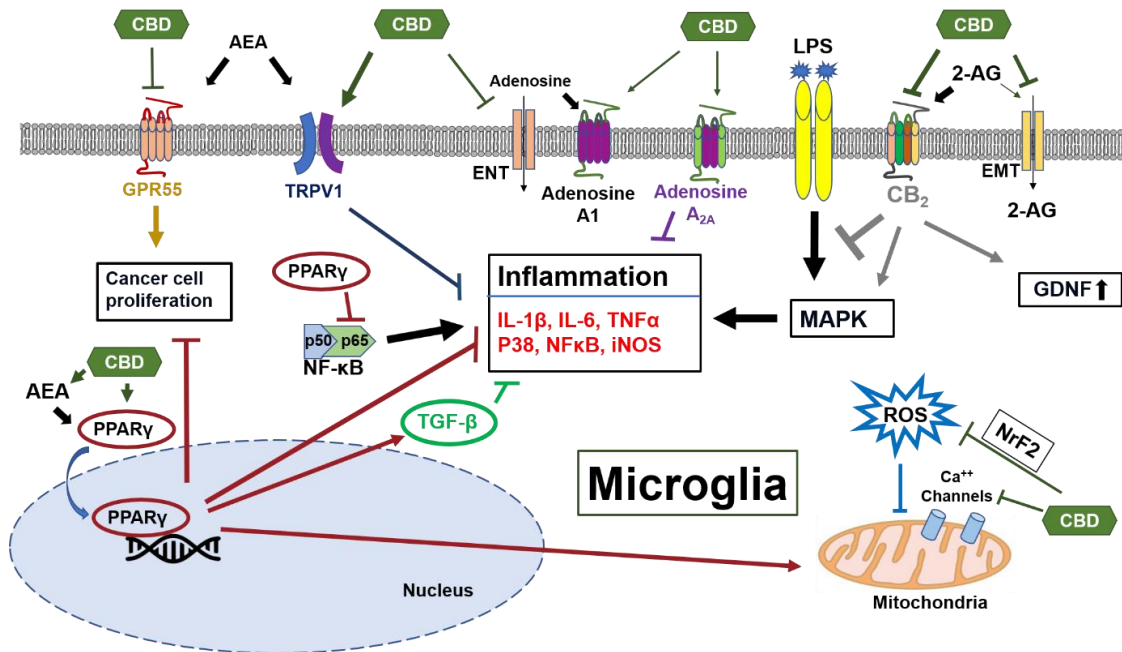 CBD
CBD
CBD
CBD
AEA
LPS
2-AG
Adenosine
ENT
GPR55
TRPV1
Adenosine
A1
Adenosine
A2A
CB2
EMT
2-AG
Cancer cell
proliferation
PPARγ
p50 p65
NF-κB
Inflammation
IL-1β, IL-6, TNFα
P38, NFκB, iNOS
MAPK
GDNF
CBD
AEA
PPARγ
TGF-β
ROS
NrF2
Microglia
Ca++
Channels
CBD
PPARγ
Nucleus
Mitochondria